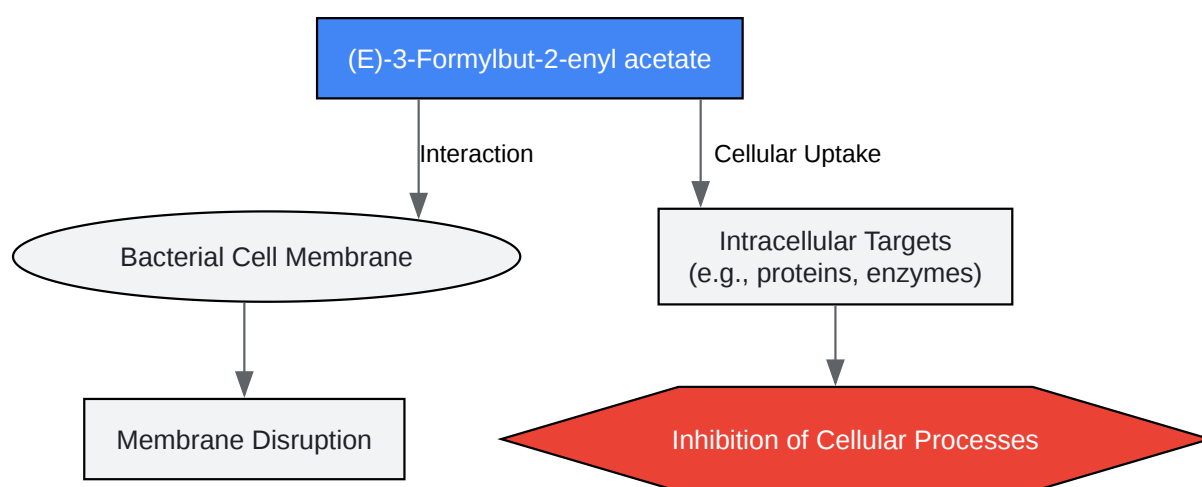 (E)-3-Formylbut-2-enyl acetate
Interaction
Cellular Uptake
Bacterial Cell Membrane
Intracellular Targets
(e.g., proteins, enzymes)
Membrane Disruption
Inhibition of Cellular Processes